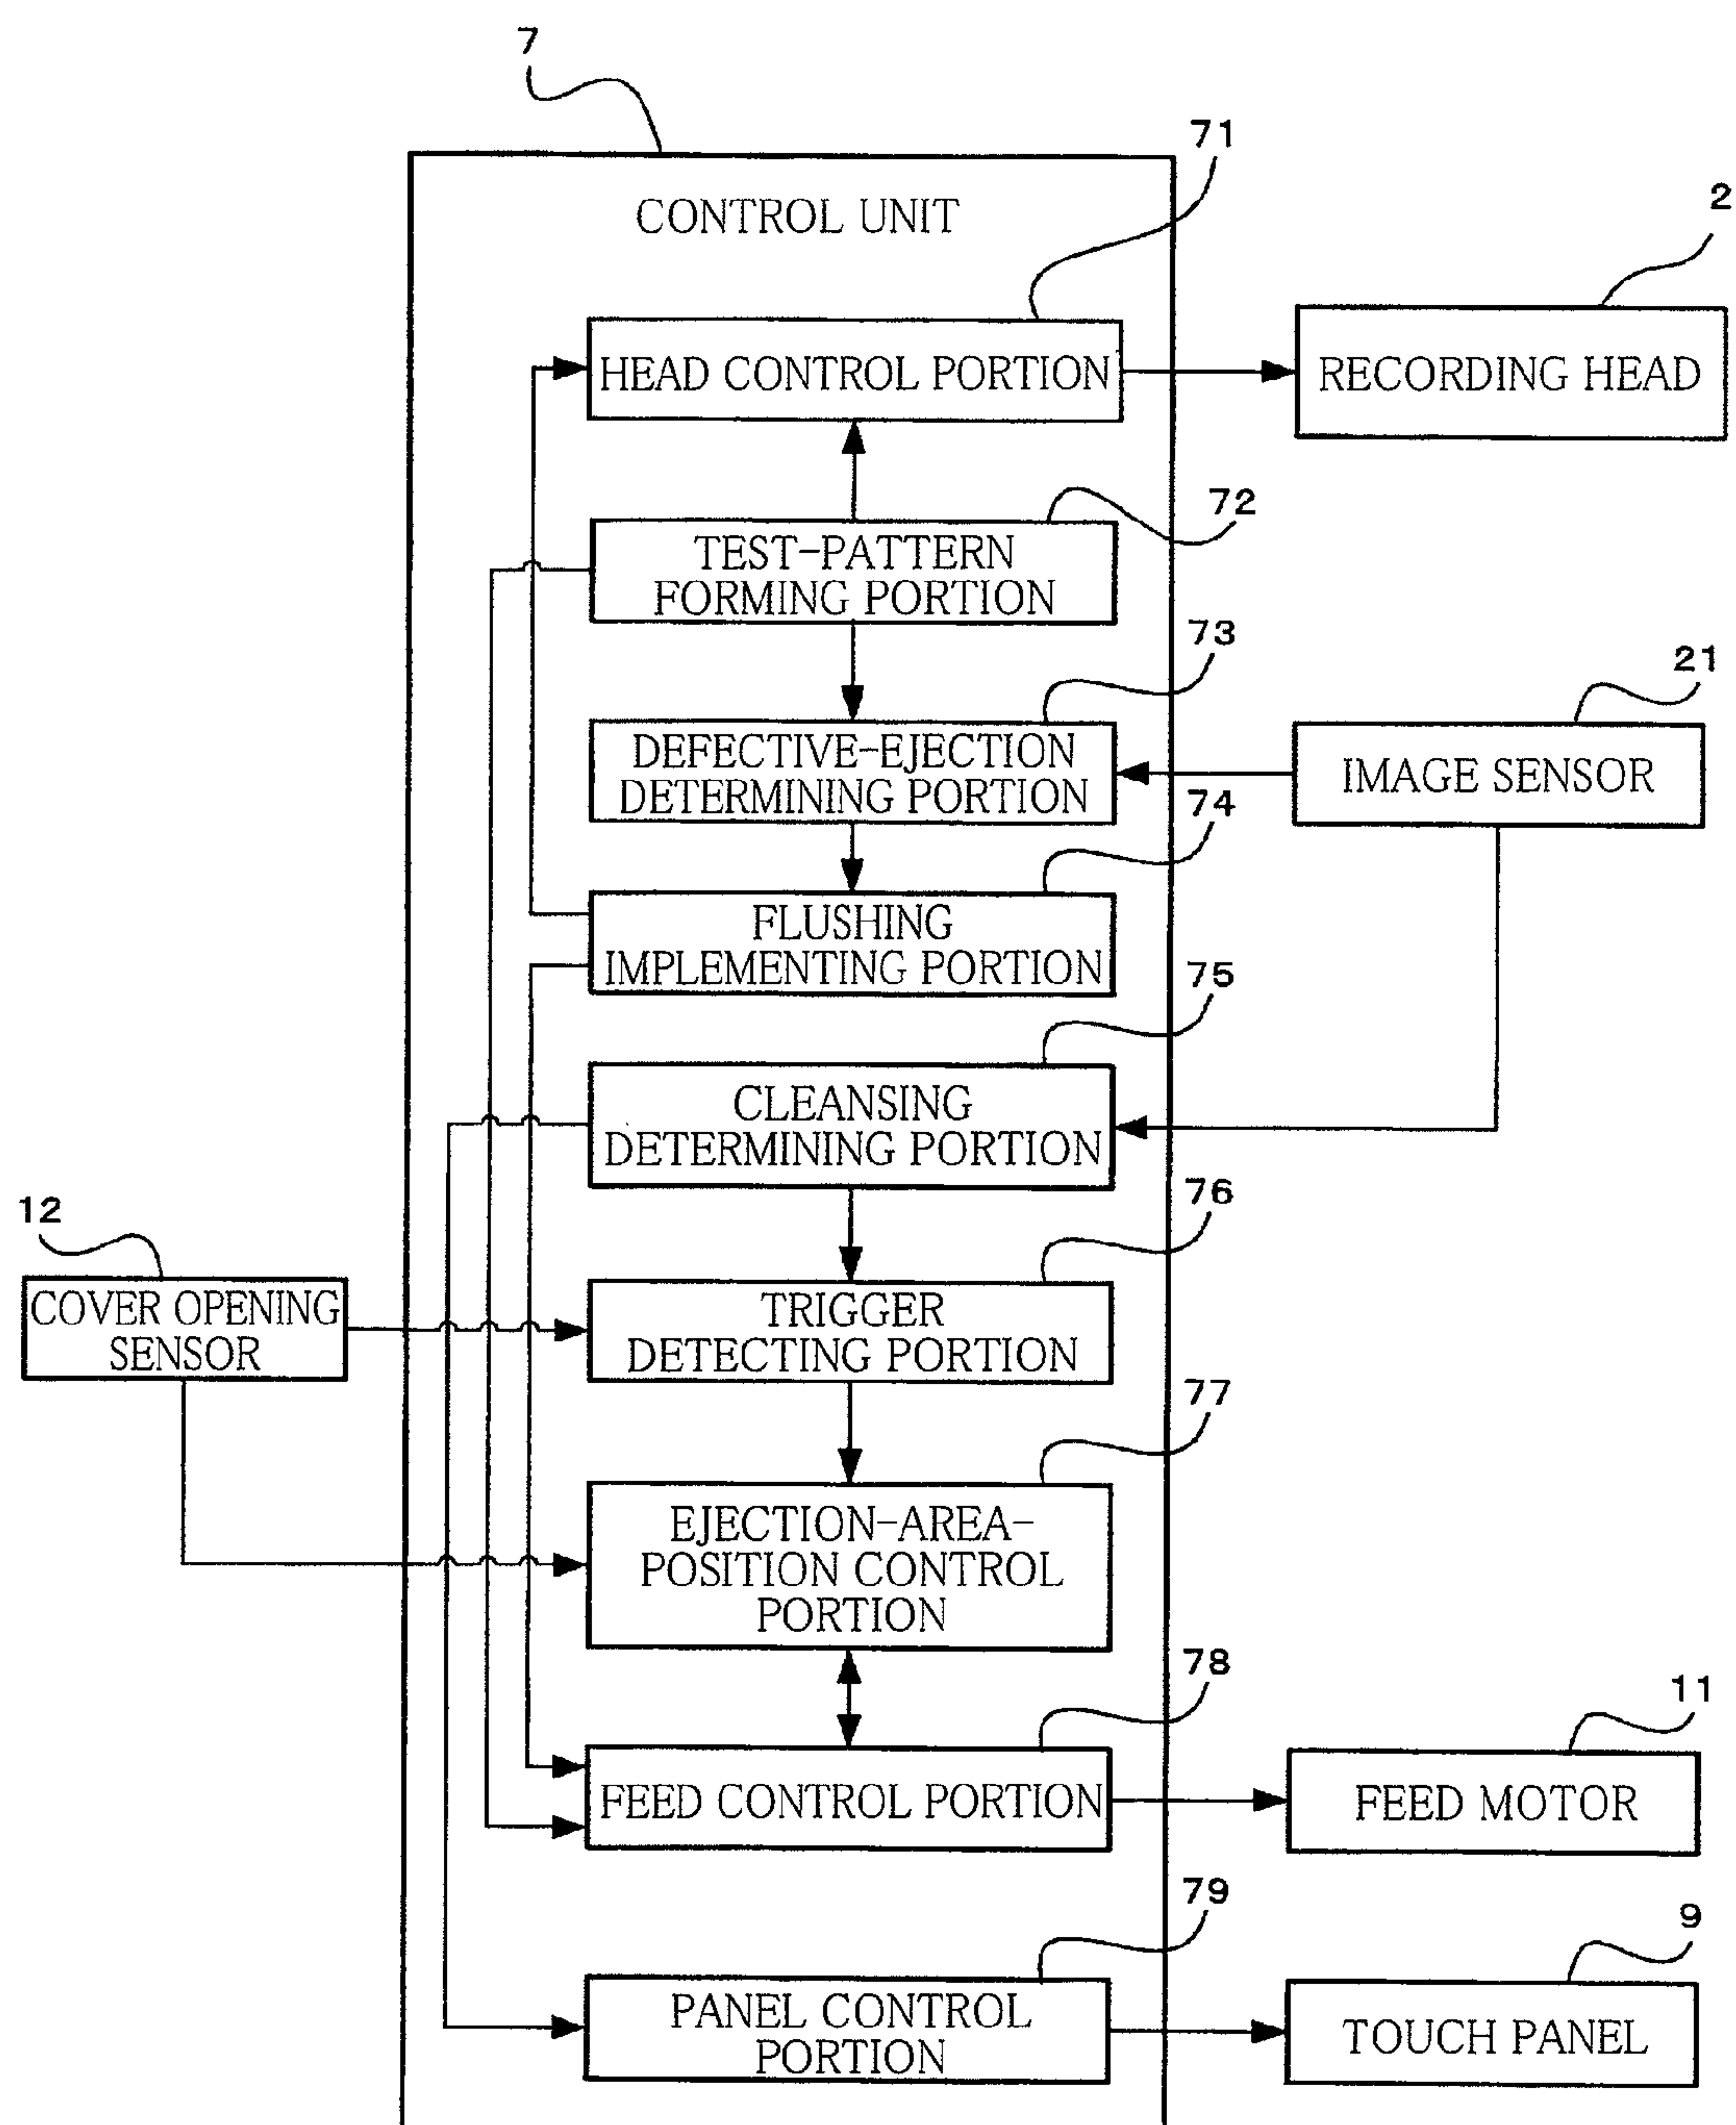 7
71
CONTROL UNIT
2
HEAD CONTROL PORTION
RECORDING HEAD
72
TEST-PATTERN
FORMING PORTION
73
21
DEFECTIVE-EJECTION
DETERMINING PORTION
IMAGE SENSOR
74
FLUSHING
IMPLEMENTING PORTION
75
CLEANSING
DETERMINING PORTION
76
12
COVER OPENING
SENSOR
TRIGGER
DETECTING PORTION
77
EJECTION-AREA-
POSITION CONTROL
PORTION
78
11
FEED CONTROL PORTION
FEED MOTOR
79
9
PANEL CONTROL
PORTION
TOUCH PANEL